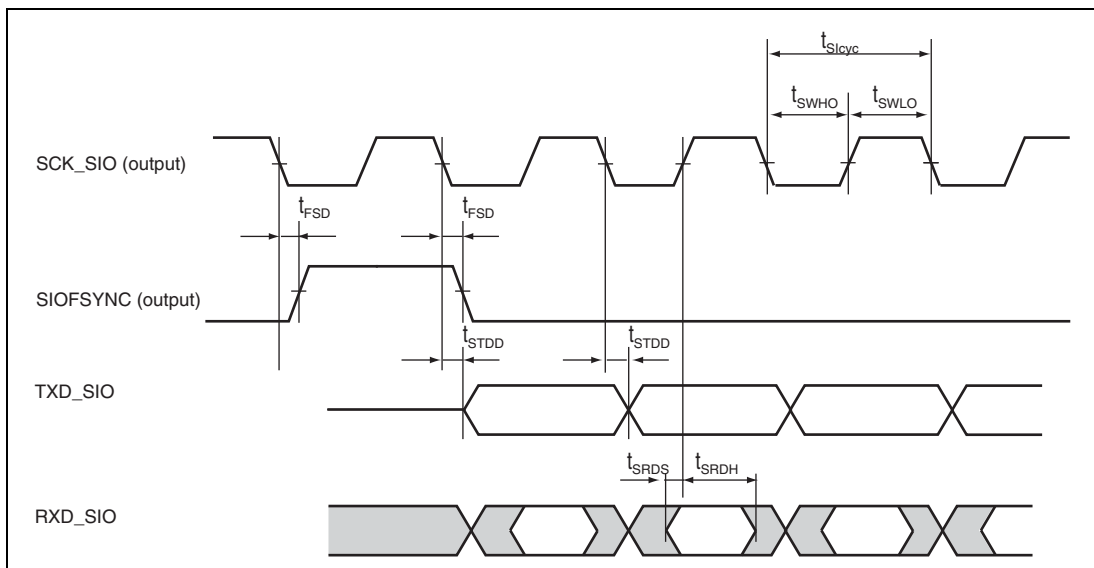 tSIcyc
tSWHO tSWLO
SCK_SIO (output)
tFSD tFSD
SIOFSYNC (output)
tSTDD tSTDD
TXD_SIO
tSRDS tSRDH
RXD_SIO